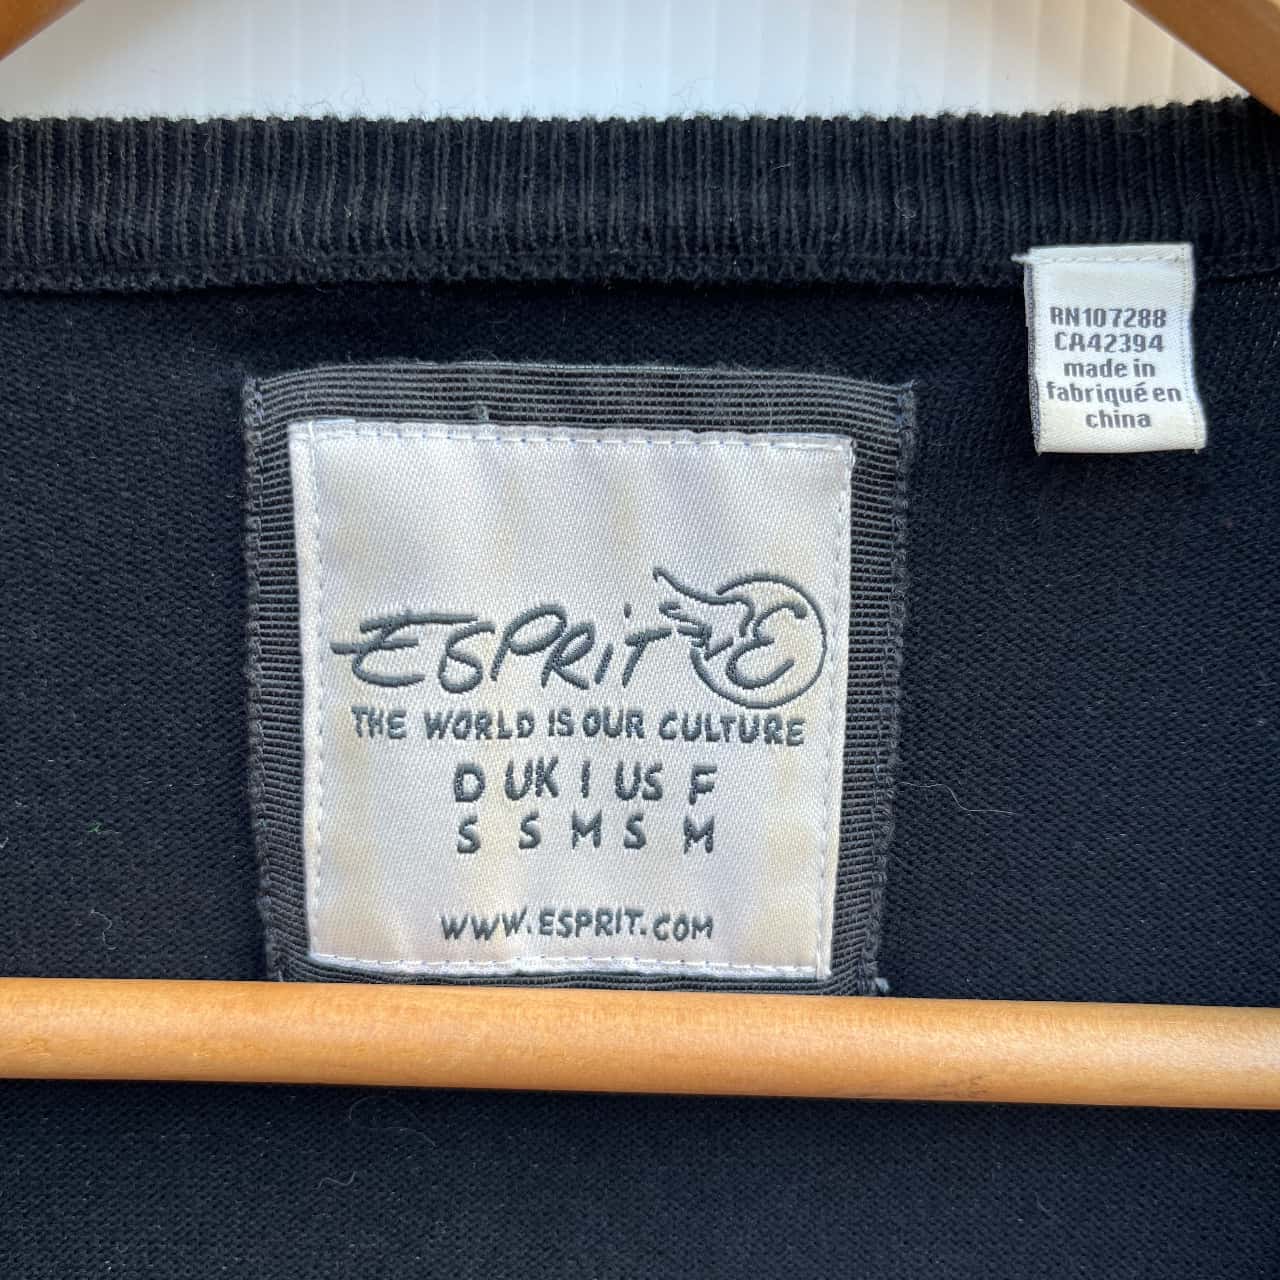 RN107288
CA42394
made in
fabriqué en
china
ESPRIT E
THE WORLD IS OUR CULTURE
D UK I US F
S S M S M
WWW.ESPRIT.COM